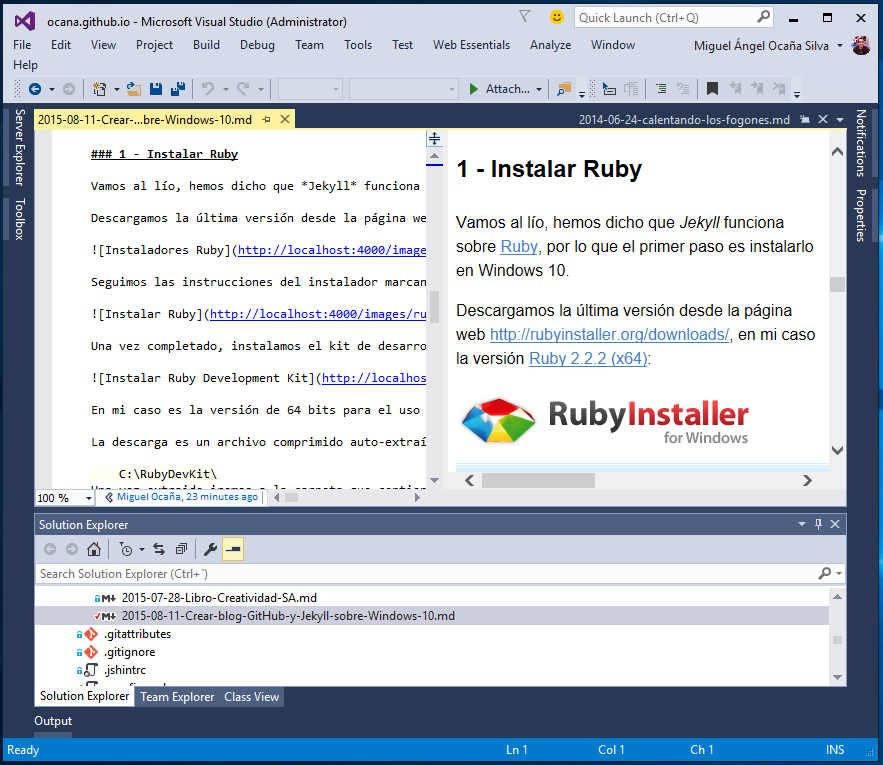 ocana.github.io - Microsoft Visual Studio (Administrator)
Quick Launch (Ctrl+Q)
File Edit View Project Build Debug Team Tools Test Web Essentials Analyze Window
Miguel Ángel Ocaña Silva
Help
Attach...
2015-08-11-Crear-...bre-Windows-10.md
2014-06-24-calentando-los-fogones.md
Server Explorer
Toolbox
Notifications
Properties
### 1 - Instalar Ruby
Vamos al lío, hemos dicho que *Jekyll* funciona
Descargamos la última versión desde la página we
![Instaladores Ruby](http://localhost:4000/image
Seguimos las instrucciones del instalador marcan
![Instalar Ruby](http://localhost:4000/images/ru
Una vez completado, instalamos el kit de desarro
![Instalar Ruby Development Kit](http://localhos
En mi caso es la versión de 64 bits para el uso
La descarga es un archivo comprimido auto-extraí
C:\RubyDevKit\
100 %
Miguel Ocaña, 23 minutes ago
1 - Instalar Ruby
Vamos al lío, hemos dicho que Jekyll funciona
sobre Ruby, por lo que el primer paso es instalarlo
en Windows 10.
Descargamos la última versión desde la página
web http://rubyinstaller.org/downloads/, en mi caso
la versión Ruby 2.2.2 (x64):
RubyInstaller
for Windows
Solution Explorer
Search Solution Explorer (Ctrl+`)
2015-07-28-Libro-Creatividad-SA.md
2015-08-11-Crear-blog-GitHub-y-Jekyll-sobre-Windows-10.md
.gitattributes
.gitignore
.jshintrc
Solution Explorer Team Explorer Class View
Output
Ready Ln 1 Col 1 Ch 1 INS